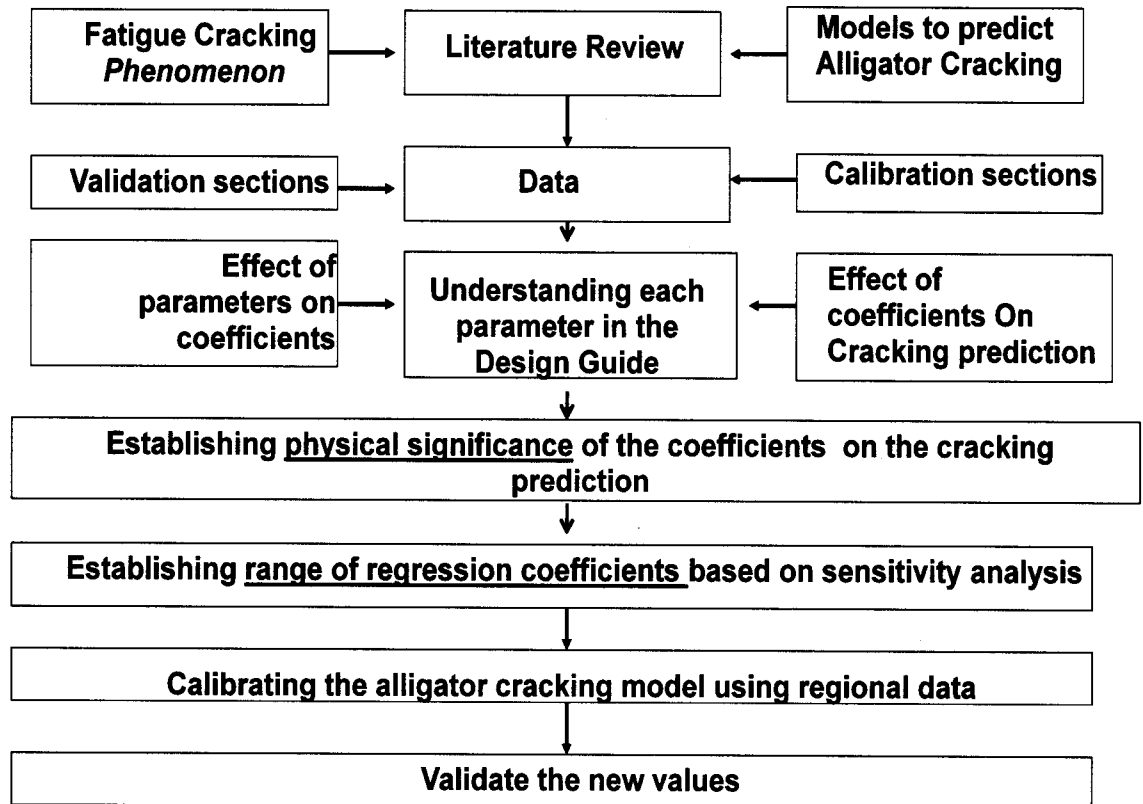 Fatigue Cracking
Phenomenon
Literature Review
Models to predict
Alligator Cracking
Validation sections
Data
Calibration sections
Effect of
parameters on
coefficients
Understanding each
parameter in the
Design Guide
Effect of
coefficients On
Cracking prediction
Establishing physical significance of the coefficients on the cracking
prediction
Establishing range of regression coefficients based on sensitivity analysis
Calibrating the alligator cracking model using regional data
Validate the new values